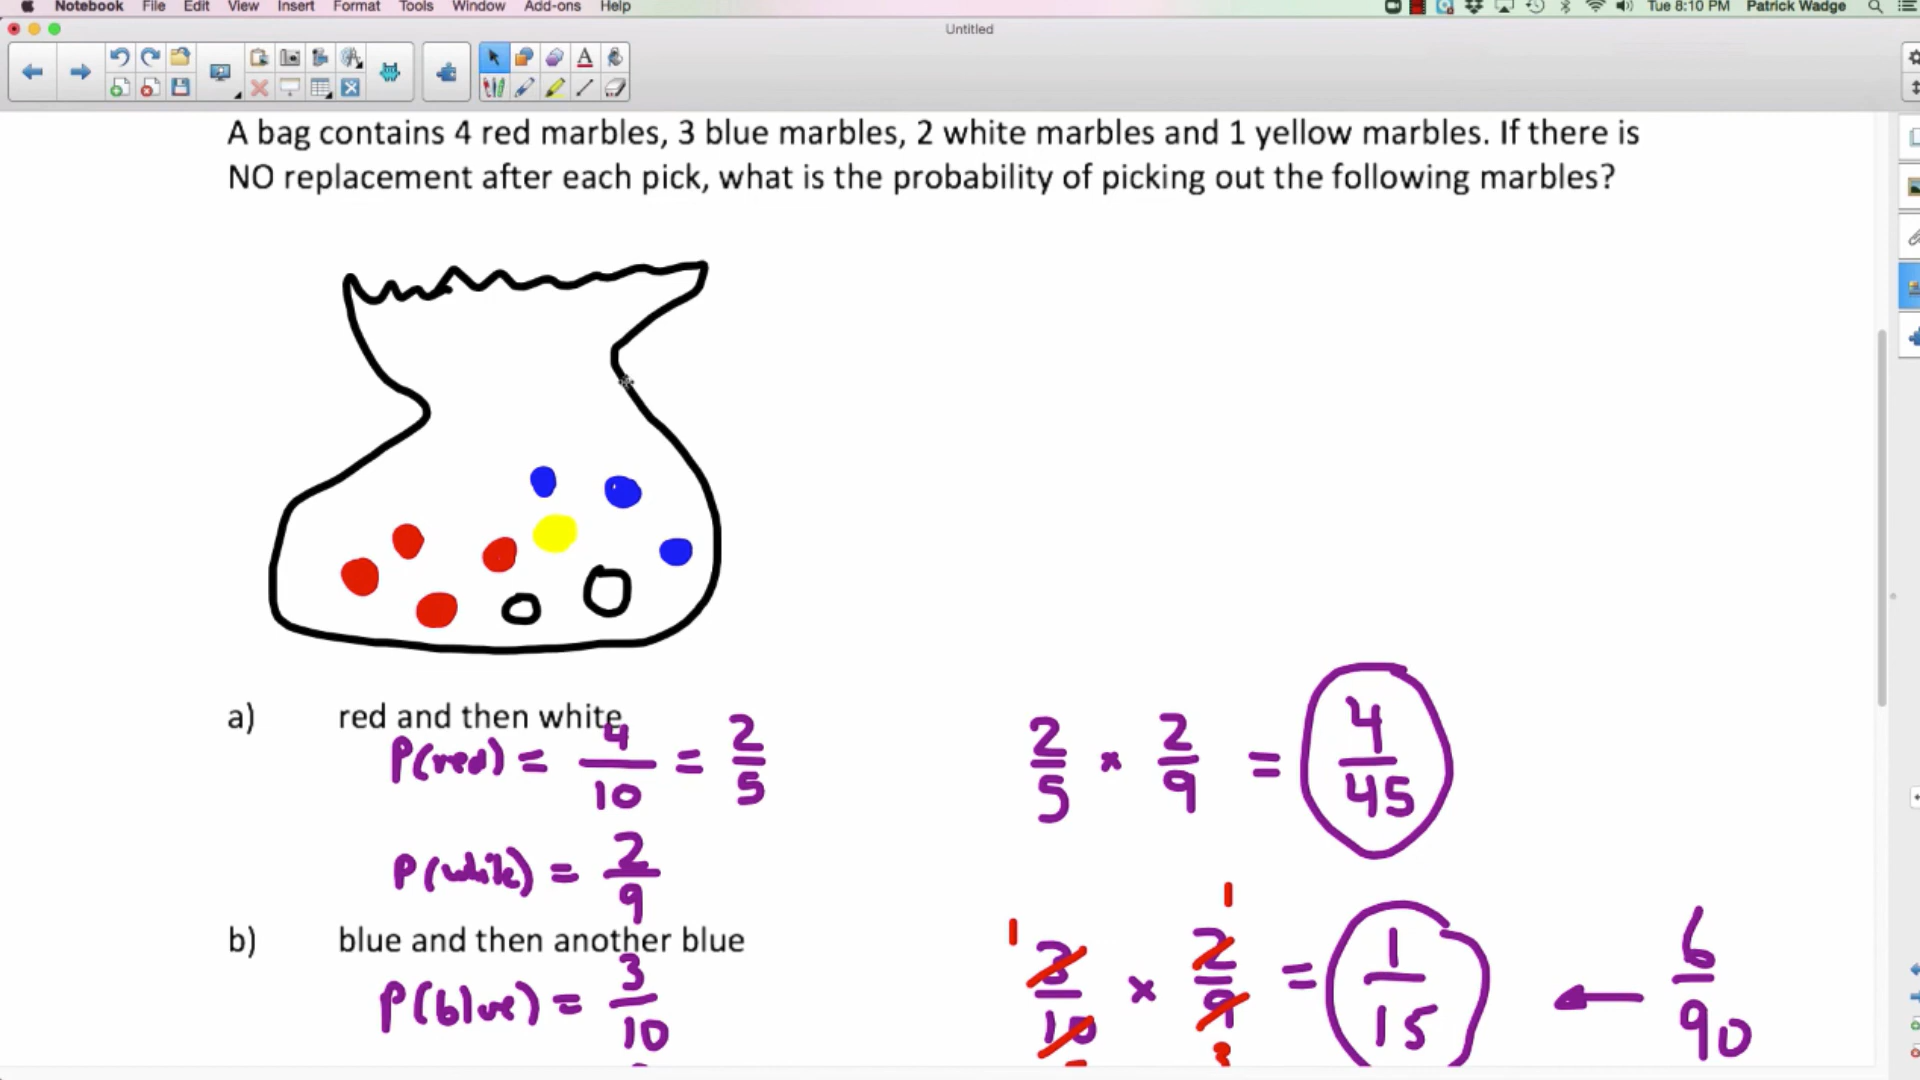 Notebook File Edit View Insert Format Tools Window Add-ons Help Tue 8:10 PM Patrick Wadge
Untitled
A bag contains 4 red marbles, 3 blue marbles, 2 white marbles and 1 yellow marbles. If there is
NO replacement after each pick, what is the probability of picking out the following marbles?
a) red and then white
P(red) = 4/10 = 2/5
2/5 × 2/9 = 4/45
P(white) = 2/9
b) blue and then another blue
P(blue) = 3/10
1 1
3/10 × 2/9 = 1/15 ← 6/90
3